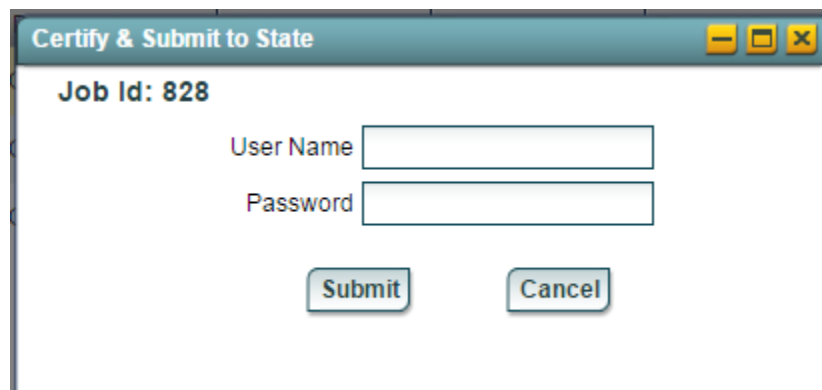 Certify & Submit to State
Job Id: 828
User Name
Password
Submit Cancel